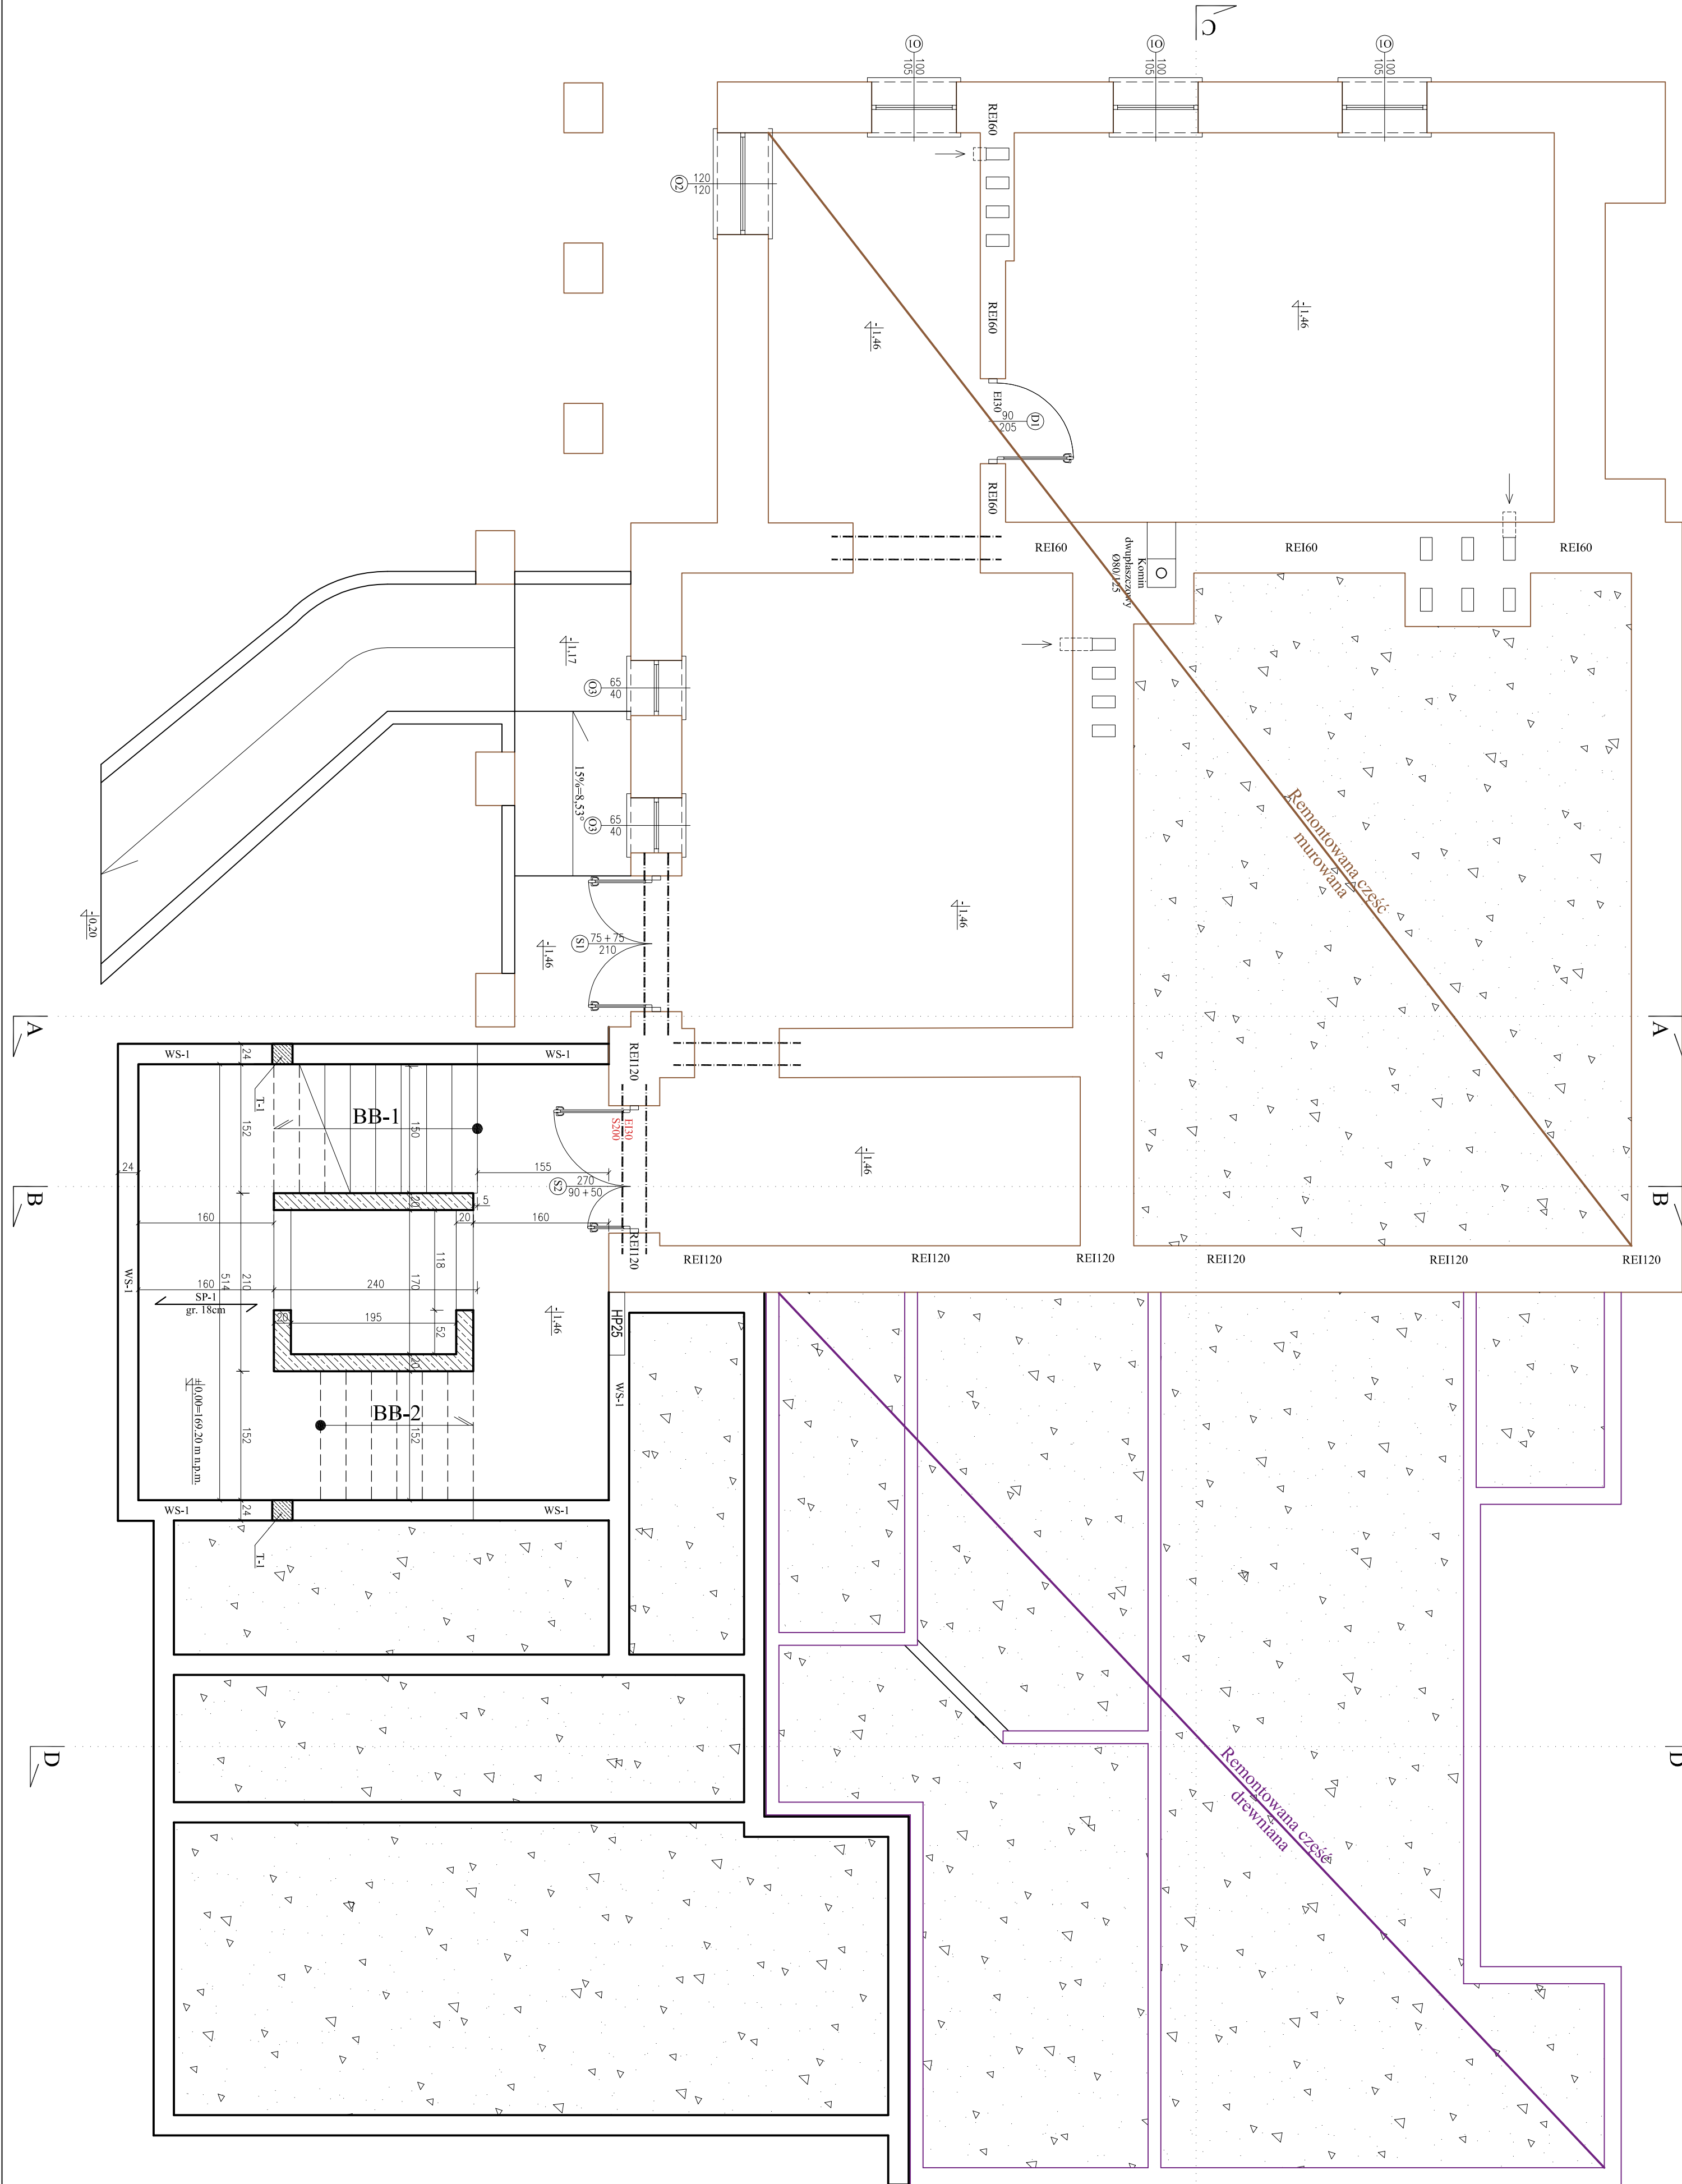 C
O1
100
105
O1
100
105
O1
100
105
REI60
O2
120
120
-1,46
-1,46
REI60
EI30
90
205
D1
REI60
REI60
REI60
REI60
Komin
dwupłaszczowy
Ø80/125
-1,17
O3
65
40
15%=8,53°
O3
65
40
Remontowana część
murowana
-0,20
-1,46
-1,46
S1
75+75
210
A
A
WS-1
24
WS-1
REI120
T-1
BB-1
152
150
EI30
S200
-1,46
24
155
270
90+50
S2
B
B
20
5
160
20
160
REI120
REI120
REI120
REI120
REI120
REI120
REI120
118
WS-1
160
514
210
240
170
SP-1
gr. 18cm
20
195
52
-1,46
HP25
20
±0,00=169,20 m n.p.m.
BB-2
152
152
WS-1
WS-1
24
WS-1
T-1
D
D
Remontowana część
drewniana